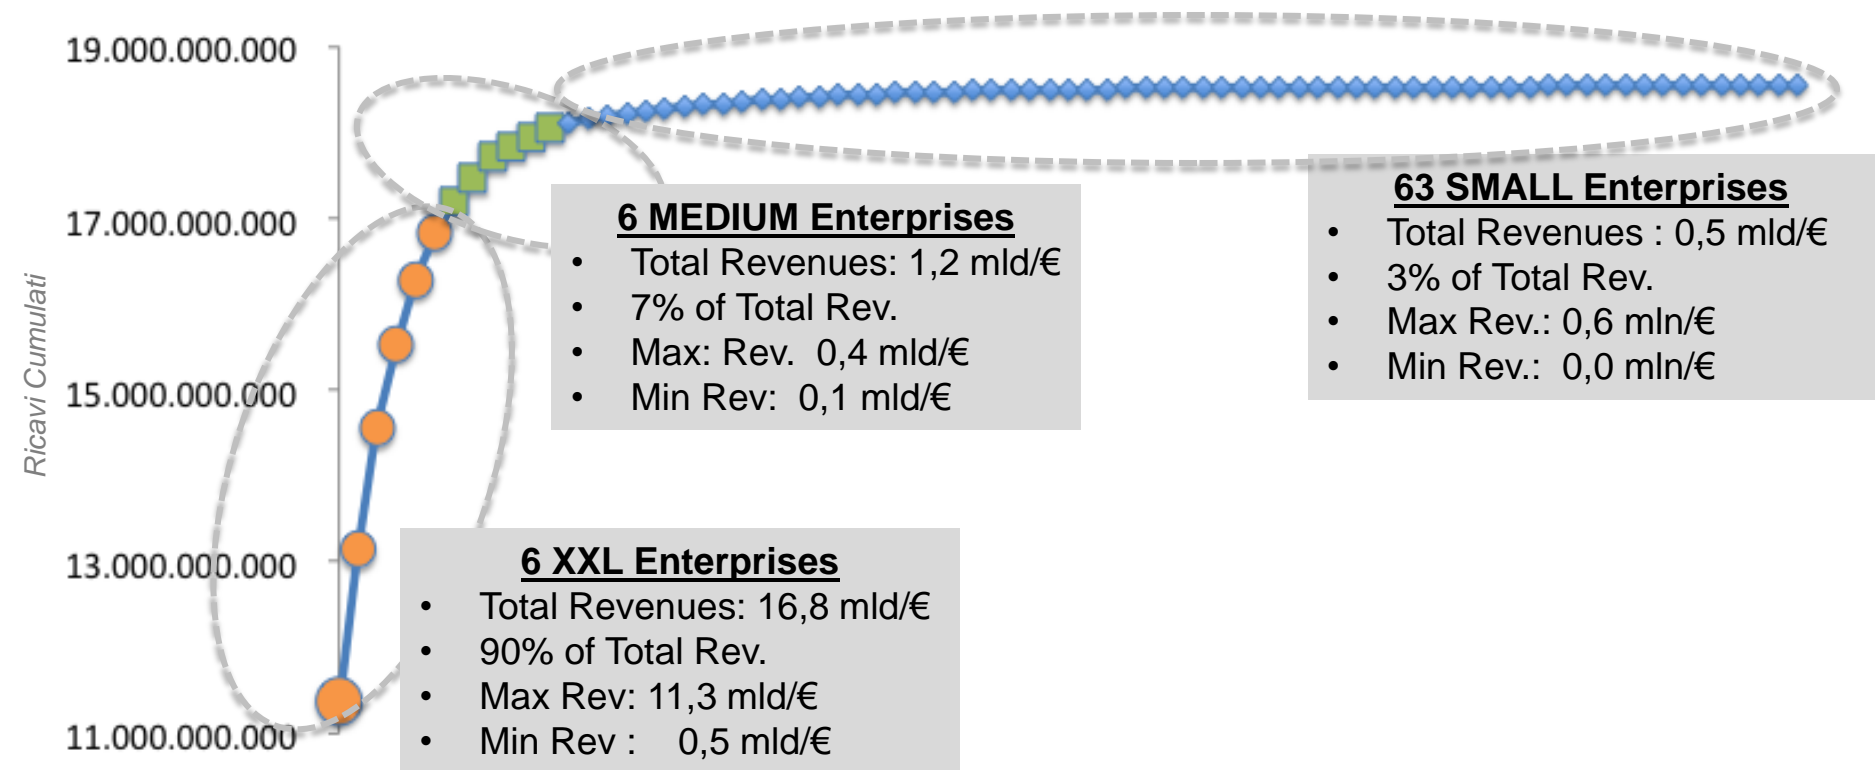 19.000.000.000
17.000.000.000
15.000.000.000
13.000.000.000
11.000.000.000
Ricavi Cumulati
6 MEDIUM Enterprises
• Total Revenues: 1,2 mld/€
• 7% of Total Rev.
• Max: Rev. 0,4 mld/€
• Min Rev: 0,1 mld/€
63 SMALL Enterprises
• Total Revenues : 0,5 mld/€
• 3% of Total Rev.
• Max Rev.: 0,6 mln/€
• Min Rev.: 0,0 mln/€
6 XXL Enterprises
• Total Revenues: 16,8 mld/€
• 90% of Total Rev.
• Max Rev: 11,3 mld/€
• Min Rev : 0,5 mld/€